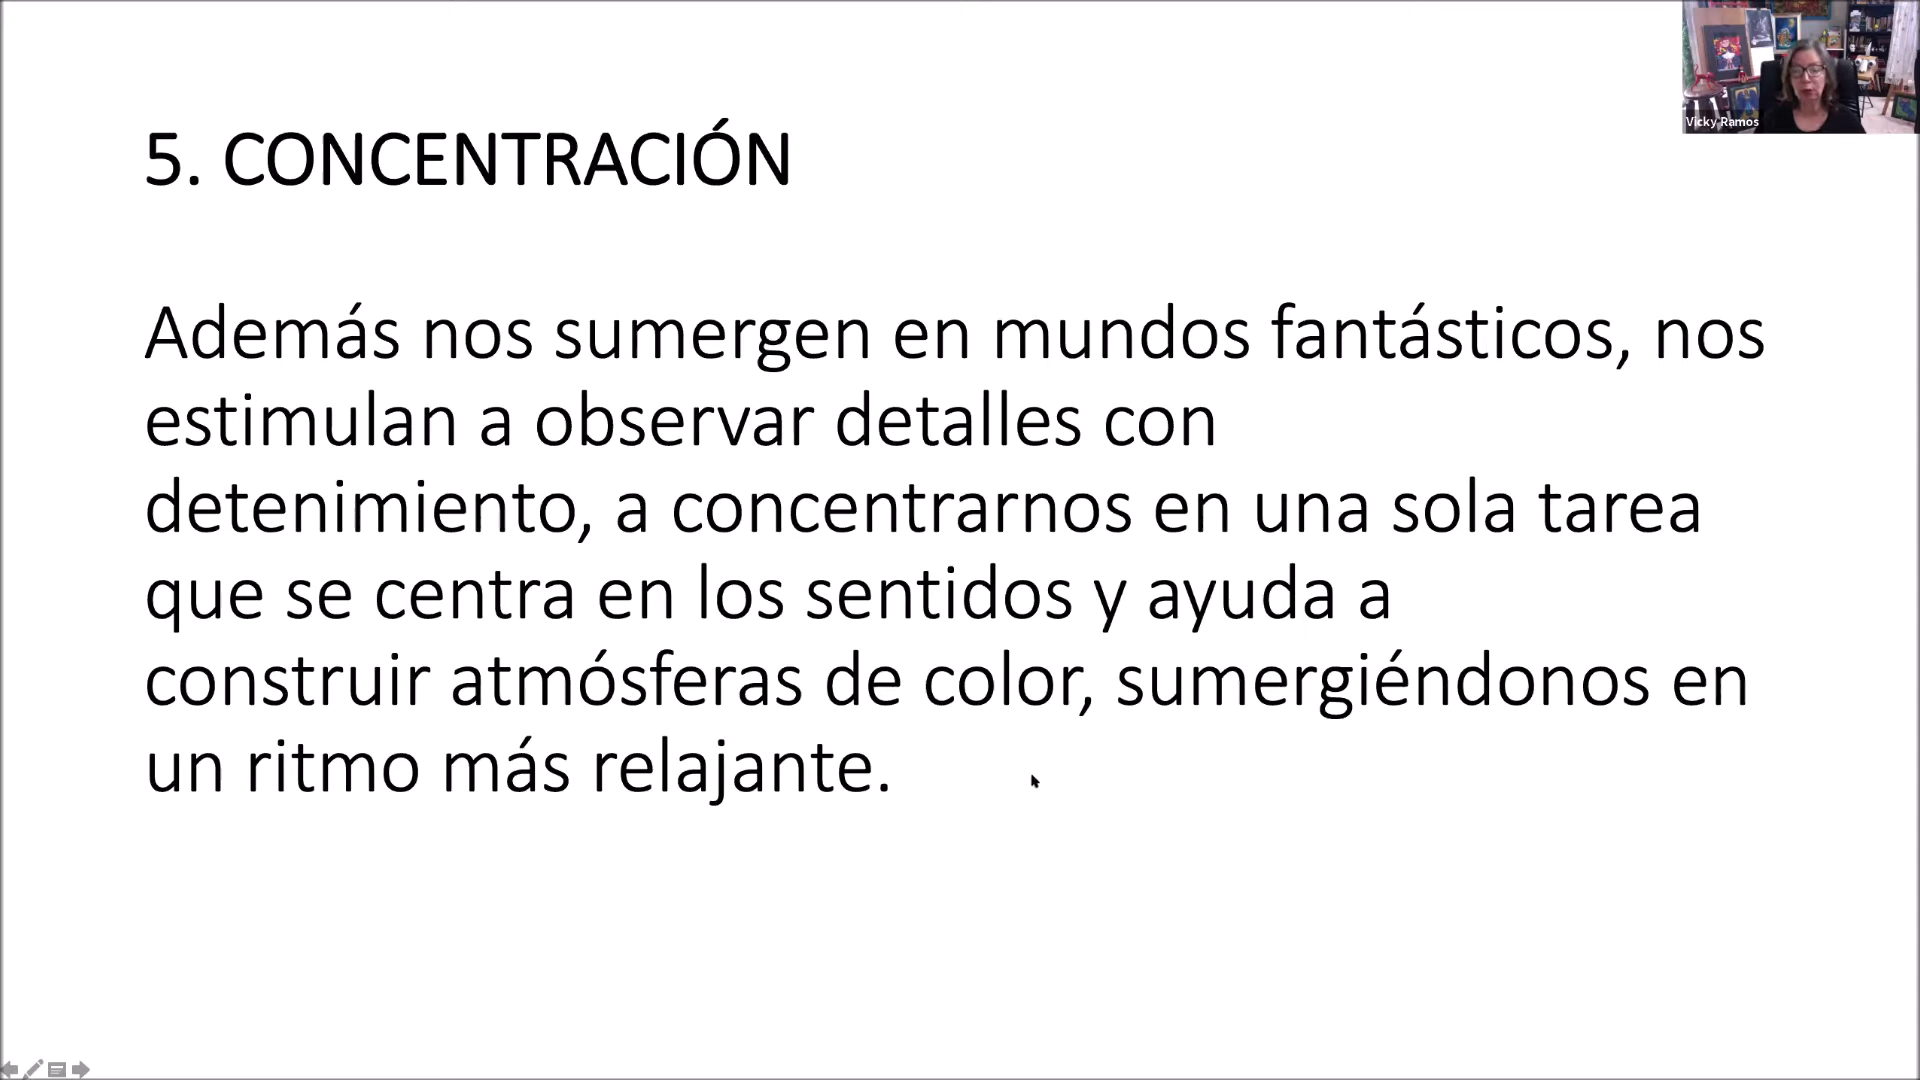 Vicky Ramos
5. CONCENTRACIÓN
Además nos sumergen en mundos fantásticos, nos
estimulan a observar detalles con
detenimiento, a concentrarnos en una sola tarea
que se centra en los sentidos y ayuda a
construir atmósferas de color, sumergiéndonos en
un ritmo más relajante.